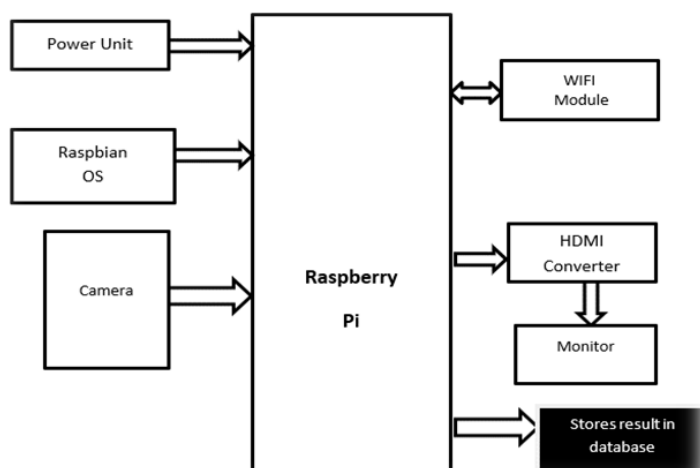 Power Unit
Raspbian
OS
Camera
Raspberry
Pi
WIFI
Module
HDMI
Converter
Monitor
Stores result in
database